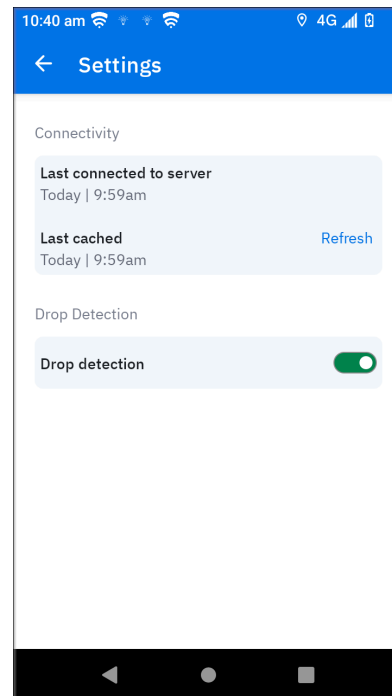 10:40 am 4G
Settings
Connectivity
Last connected to server
Today | 9:59am
Last cached Refresh
Today | 9:59am
Drop Detection
Drop detection